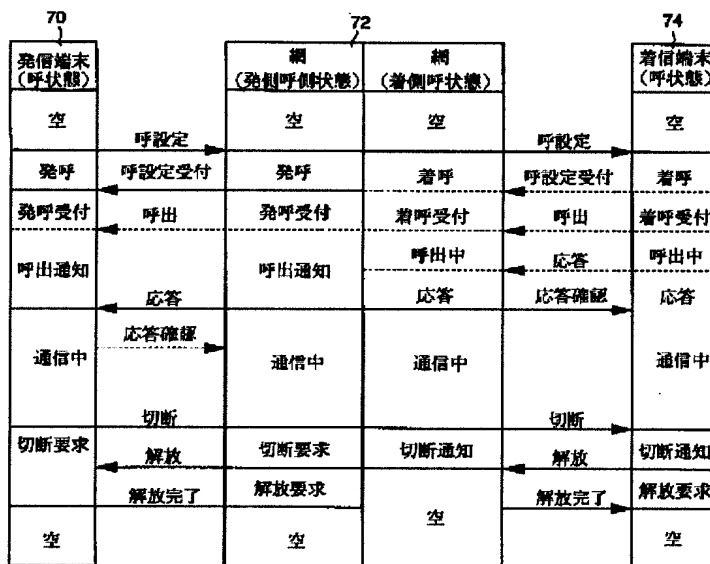 70
72
74
発信端末
(呼状態)
網
(発側呼側状態)
網
(着側呼状態)
着信端末
(呼状態)
空
空
空
空
呼設定
呼設定
発呼
呼設定受付
発呼
着呼
呼設定受付
着呼
発呼受付
呼出
発呼受付
着呼受付
呼出
着呼受付
呼出通知
呼出通知
呼出中
応答
呼出中
応答
応答
応答確認
応答
応答確認
通信中
通信中
通信中
通信中
切断
切断
切断要求
解放
切断要求
切断通知
解放
切断通知
解放完了
解放要求
解放完了
解放要求
空
空
空
空